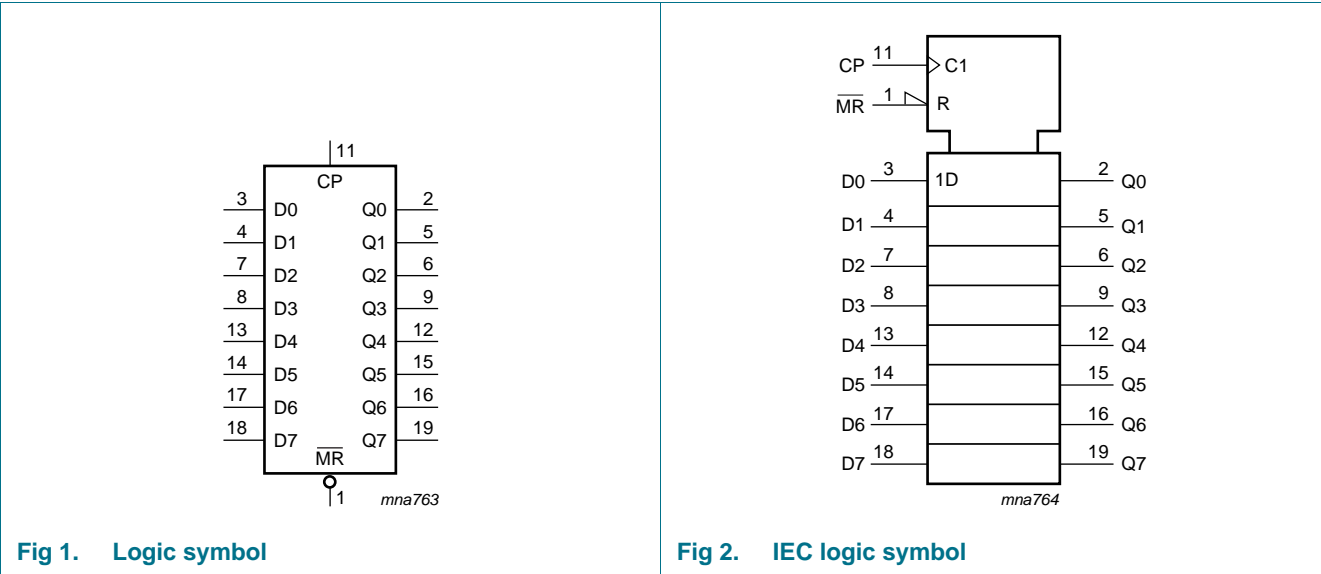 11
CP
3 D0 Q0 2
4 D1 Q1 5
7 D2 Q2 6
8 D3 Q3 9
13 D4 Q4 12
14 D5 Q5 15
17 D6 Q6 16
18 D7 Q7 19
M̅R̅
1 mna763
Fig 1. Logic symbol
CP 11 C1
M̅R̅ 1 R
D0 3 1D 2 Q0
D1 4 5 Q1
D2 7 6 Q2
D3 8 9 Q3
D4 13 12 Q4
D5 14 15 Q5
D6 17 16 Q6
D7 18 19 Q7
mna764
Fig 2. IEC logic symbol